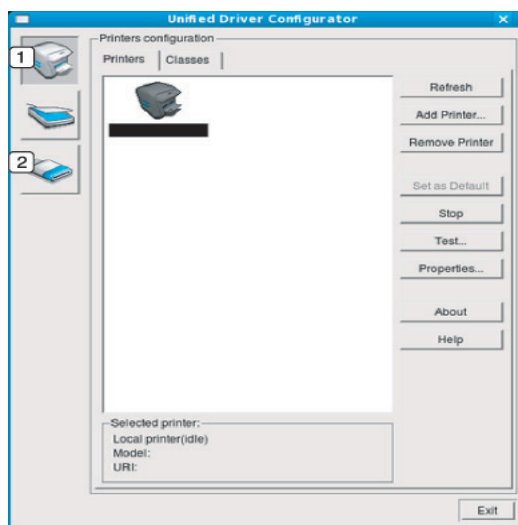 Unified Driver Configurator
Printers configuration
1
Printers Classes
Refresh
Add Printer...
Remove Printer
2
Set as Default
Stop
Test...
Properties...
About
Help
Selected printer:
Local printer(idle)
Model:
URI:
Exit